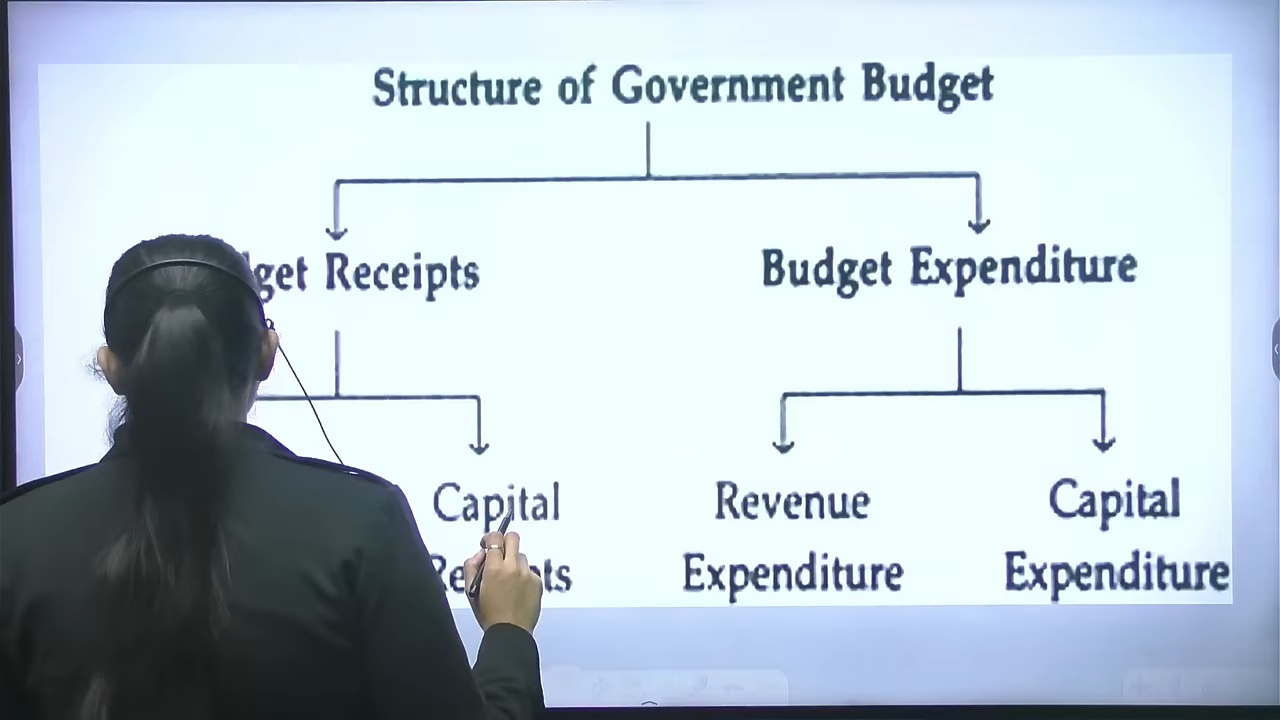 Structure of Government Budget
get Receipts
Budget Expenditure
Capital
Revenue
Capital
Expenditure
Expenditure